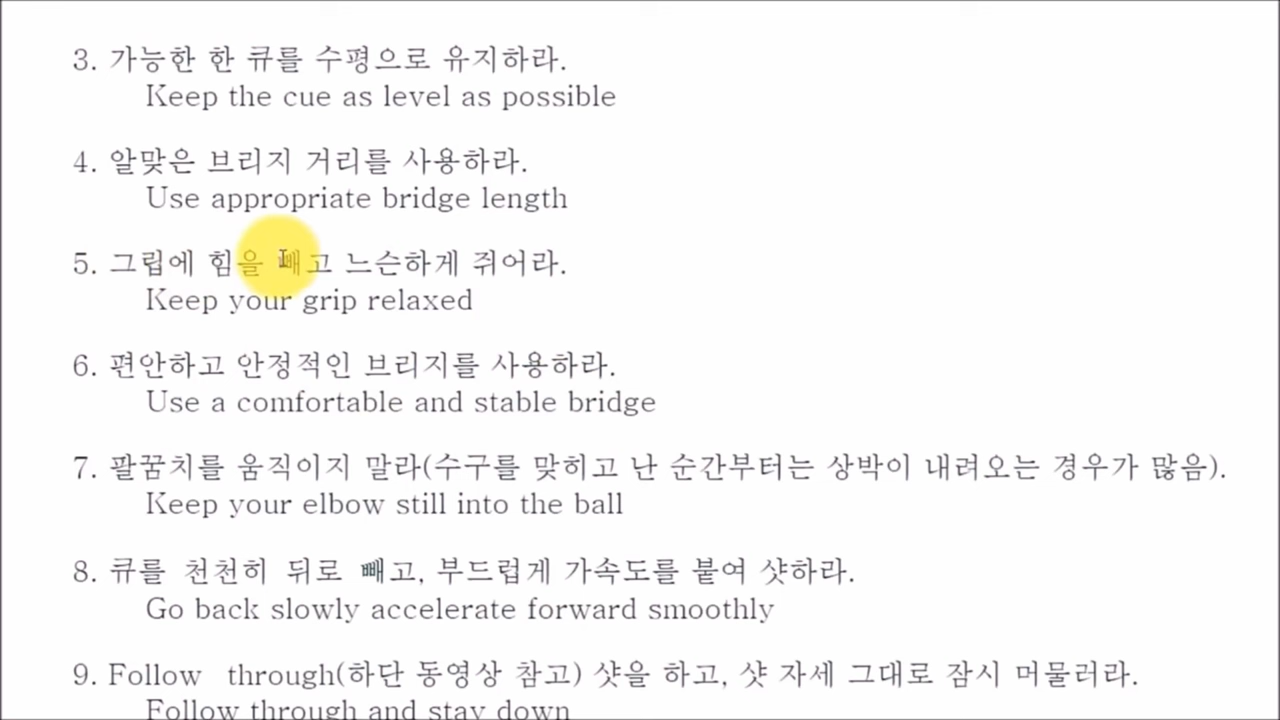 3. 가능한 한 큐를 수평으로 유지하라.
Keep the cue as level as possible
4. 알맞은 브리지 거리를 사용하라.
Use appropriate bridge length
5. 그립에 힘을 빼고 느슨하게 쥐어라.
Keep your grip relaxed
6. 편안하고 안정적인 브리지를 사용하라.
Use a comfortable and stable bridge
7. 팔꿈치를 움직이지 말라(수구를 맞히고 난 순간부터는 상박이 내려오는 경우가 많음).
Keep your elbow still into the ball
8. 큐를 천천히 뒤로 빼고, 부드럽게 가속도를 붙여 샷하라.
Go back slowly accelerate forward smoothly
9. Follow through(하단 동영상 참고) 샷을 하고, 샷 자세 그대로 잠시 머물러라.
Follow through and stay down